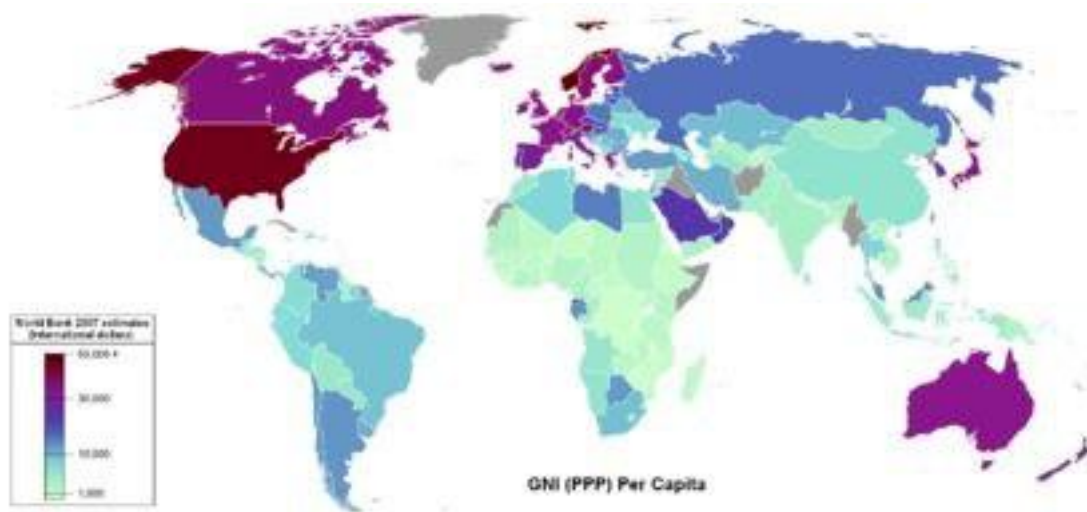 World Bank 2007 estimates
(International dollars)
50,000 +
30,000
10,000
1,000
GNI (PPP) Per Capita